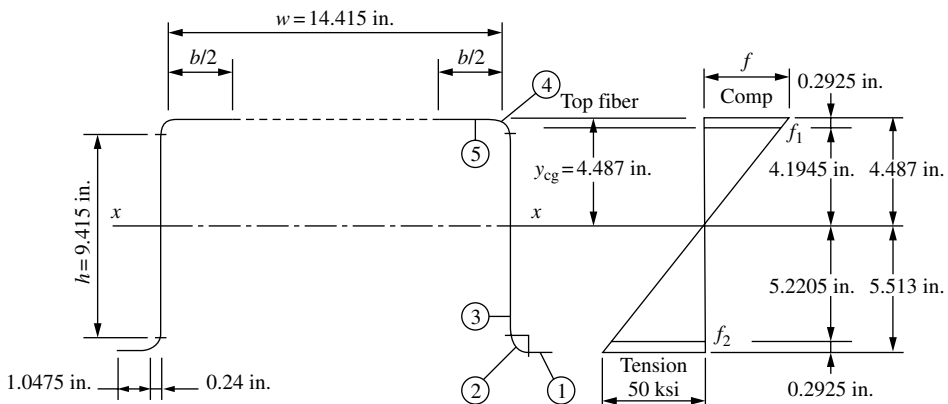 w = 14.415 in.
b/2
b/2
4
Top fiber
f
Comp
0.2925 in.
5
f1
ycg = 4.487 in.
4.1945 in.
4.487 in.
h = 9.415 in.
x
x
3
5.2205 in.
5.513 in.
f2
1.0475 in.
0.24 in.
2
1
Tension
50 ksi
0.2925 in.